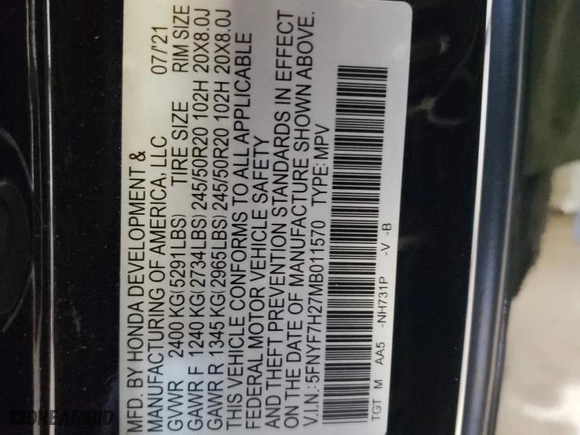 MFD. BY HONDA DEVELOPMENT &
MANUFACTURING OF AMERICA, LLC 07/'21
GVWR 2400 KG(5291LBS) TIRE SIZE RIM SIZE
GAWR F 1240 KG(2734LBS) 245/50R20 102H 20X8.0J
GAWR R 1345 KG(2965LBS) 245/50R20 102H 20X8.0J
THIS VEHICLE CONFORMS TO ALL APPLICABLE
FEDERAL MOTOR VEHICLE SAFETY
AND THEFT PREVENTION STANDARDS IN EFFECT
ON THE DATE OF MANUFACTURE SHOWN ABOVE.
V.I.N.: 5FNYF7H27MB011570 TYPE: MPV
TGT M AA5 -NH731P -V -B
DREAMBID